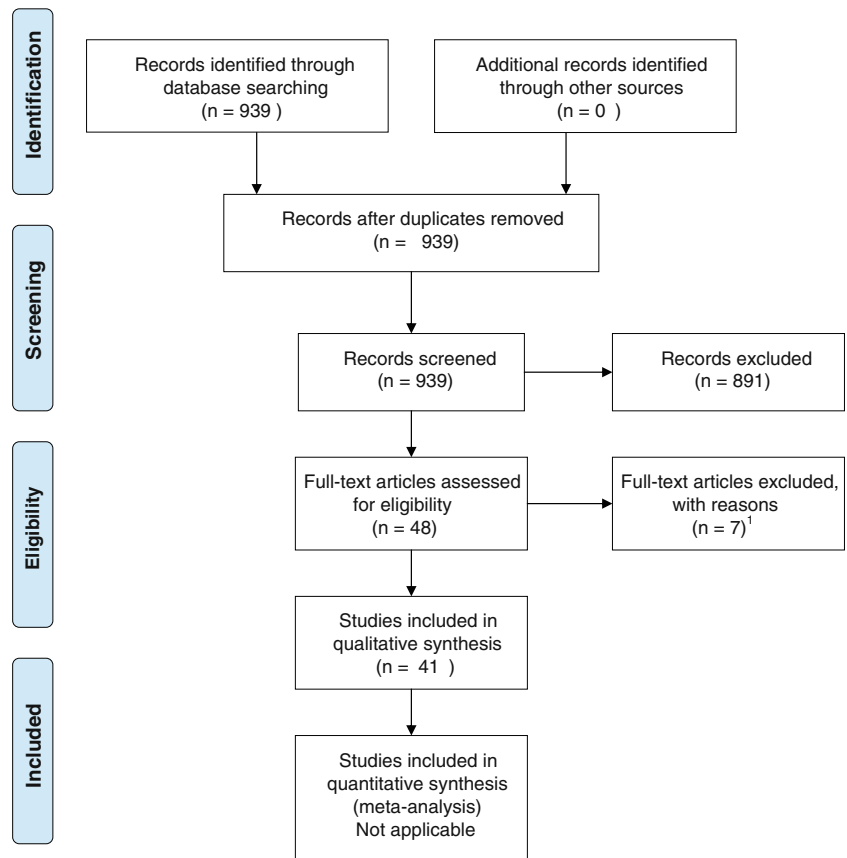 Identification
Records identified through
database searching
(n = 939 )
Additional records identified
through other sources
(n = 0 )
Records after duplicates removed
(n = 939)
Screening
Records screened
(n = 939)
Records excluded
(n = 891)
Eligibility
Full-text articles assessed
for eligibility
(n = 48)
Full-text articles excluded,
with reasons
(n = 7)¹
Studies included in
qualitative synthesis
(n = 41 )
Included
Studies included in
quantitative synthesis
(meta-analysis)
Not applicable